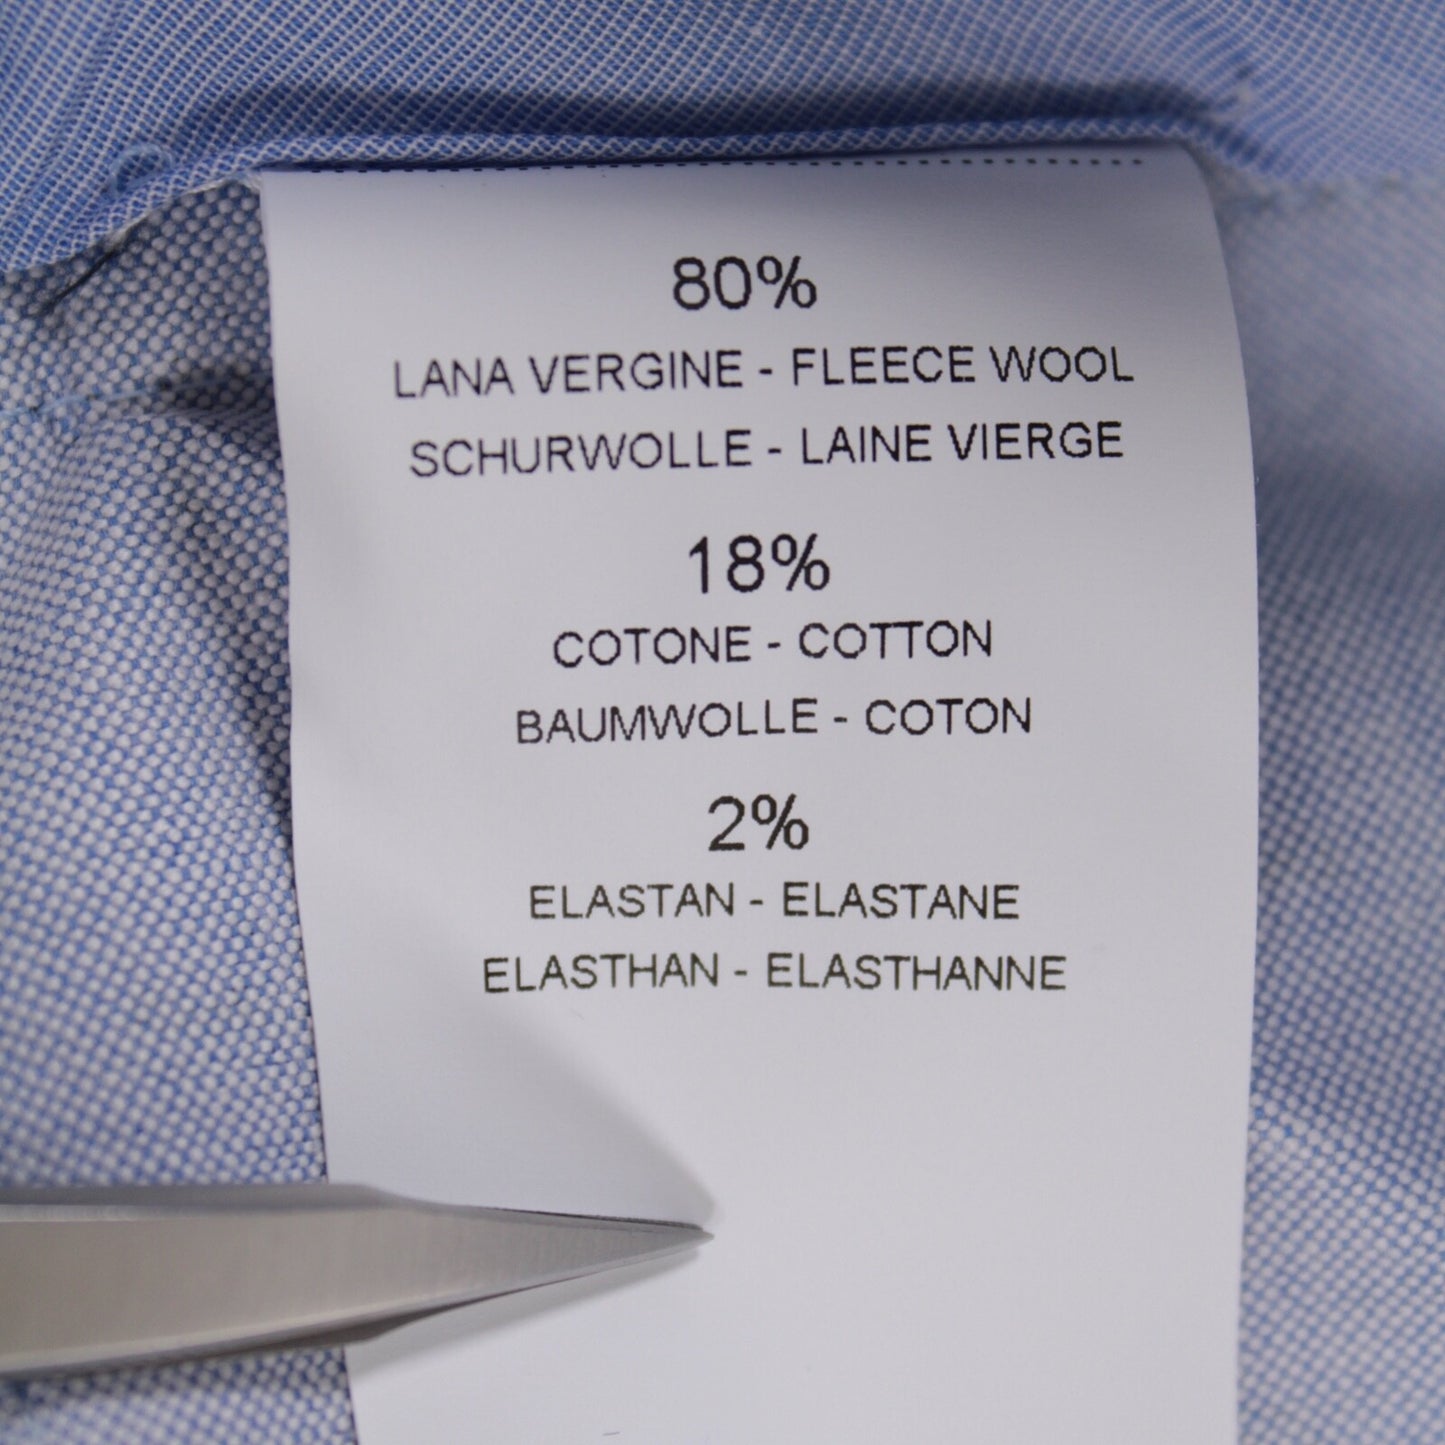 80%
LANA VERGINE - FLEECE WOOL
SCHURWOLLE - LAINE VIERGE
18%
COTONE - COTTON
BAUMWOLLE - COTON
2%
ELASTAN - ELASTANE
ELASTHAN - ELASTHANNE